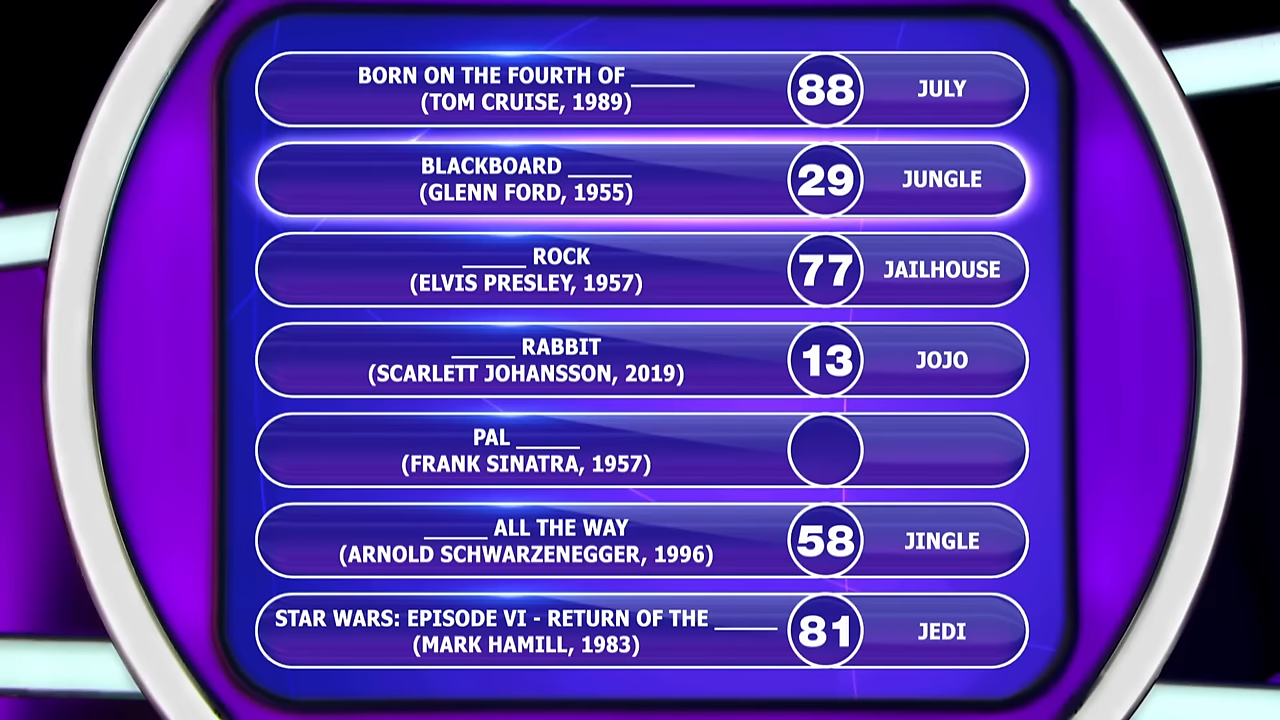 BORN ON THE FOURTH OF _____
(TOM CRUISE, 1989)
88
JULY
BLACKBOARD _____
(GLENN FORD, 1955)
29
JUNGLE
_____ ROCK
(ELVIS PRESLEY, 1957)
77
JAILHOUSE
_____ RABBIT
(SCARLETT JOHANSSON, 2019)
13
JOJO
PAL _____
(FRANK SINATRA, 1957)
_____ ALL THE WAY
(ARNOLD SCHWARZENEGGER, 1996)
58
JINGLE
STAR WARS: EPISODE VI - RETURN OF THE _____
(MARK HAMILL, 1983)
81
JEDI